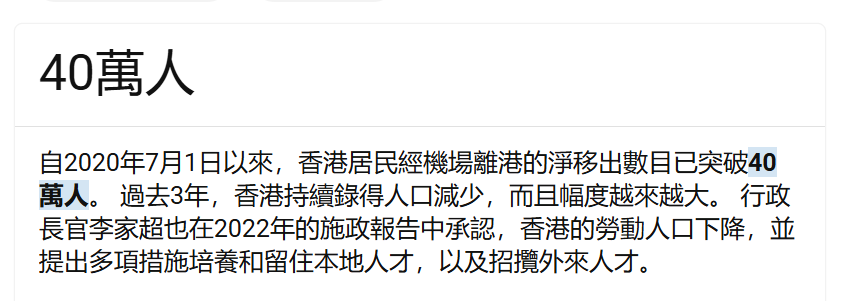 40萬人
自2020年7月1日以來，香港居民經機場離港的淨移出數目已突破40
萬人。 過去3年，香港持續錄得人口減少，而且幅度越來越大。 行政
長官李家超也在2022年的施政報告中承認，香港的勞動人口下降，並
提出多項措施培養和留住本地人才，以及招攬外來人才。